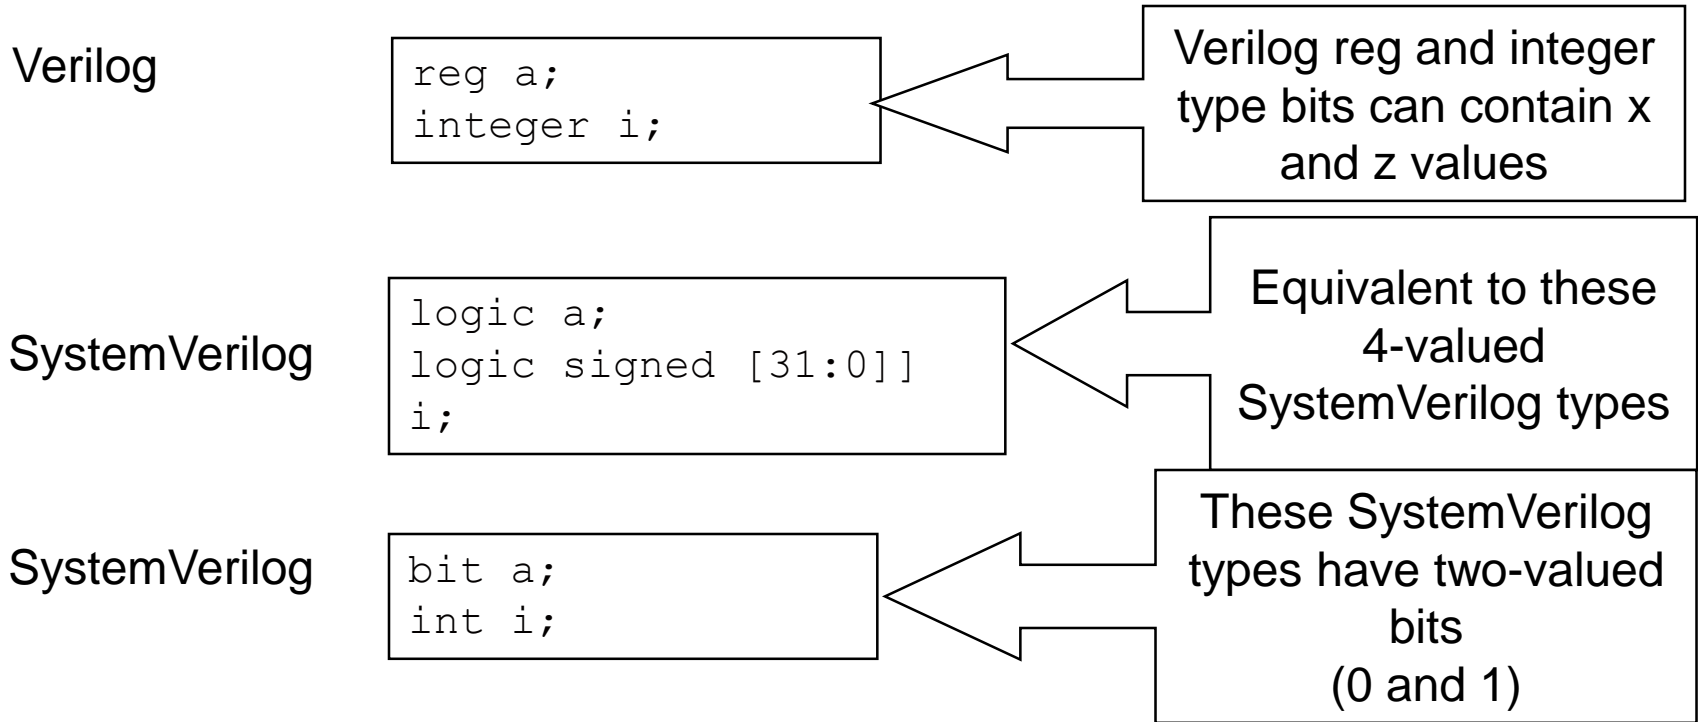 Verilog
reg a;
integer i;
Verilog reg and integer
type bits can contain x
and z values
SystemVerilog
logic a;
logic signed [31:0]]
i;
Equivalent to these
4-valued
SystemVerilog types
SystemVerilog
bit a;
int i;
These SystemVerilog
types have two-valued
bits
(0 and 1)